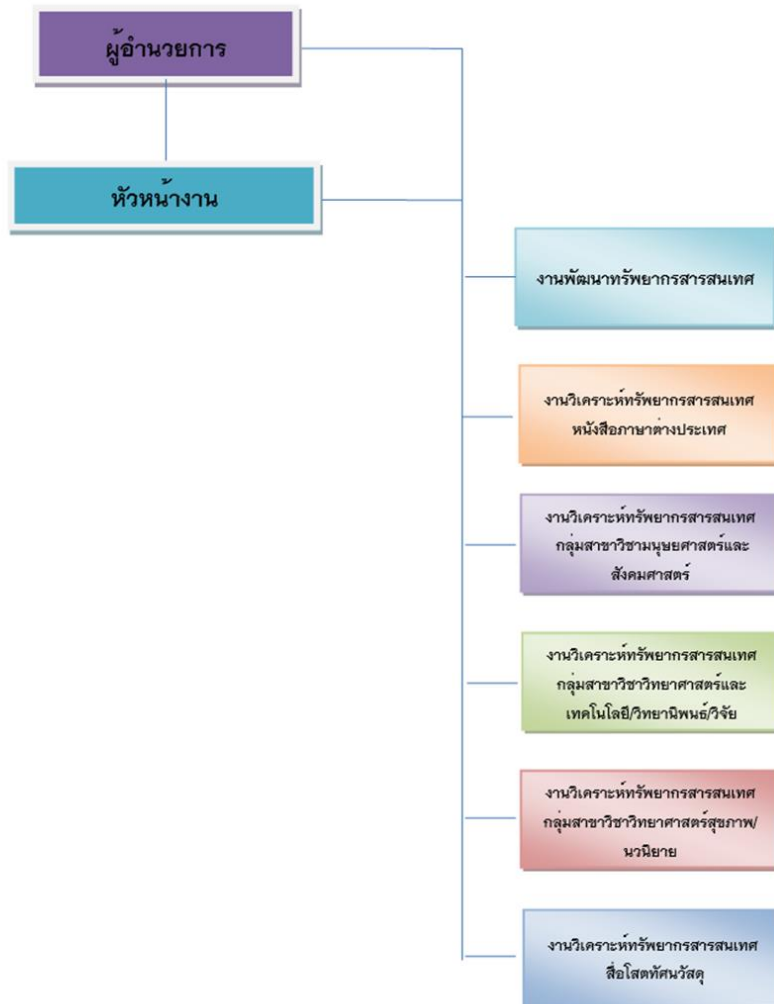 ผู้อำนวยการ
หัวหน้างาน
งานพัฒนาทรัพยากรสารสนเทศ
งานวิเคราะห์ทรัพยากรสารสนเทศ
หนังสือภาษาต่างประเทศ
งานวิเคราะห์ทรัพยากรสารสนเทศ
กลุ่มสาขาวิชามนุษยศาสตร์และ
สังคมศาสตร์
งานวิเคราะห์ทรัพยากรสารสนเทศ
กลุ่มสาขาวิชาวิทยาศาสตร์และ
เทคโนโลยี/วิทยานิพนธ์/วิจัย
งานวิเคราะห์ทรัพยากรสารสนเทศ
กลุ่มสาขาวิชาวิทยาศาสตร์สุขภาพ/
นวนิยาย
งานวิเคราะห์ทรัพยากรสารสนเทศ
สื่อโสตทัศนวัสดุ